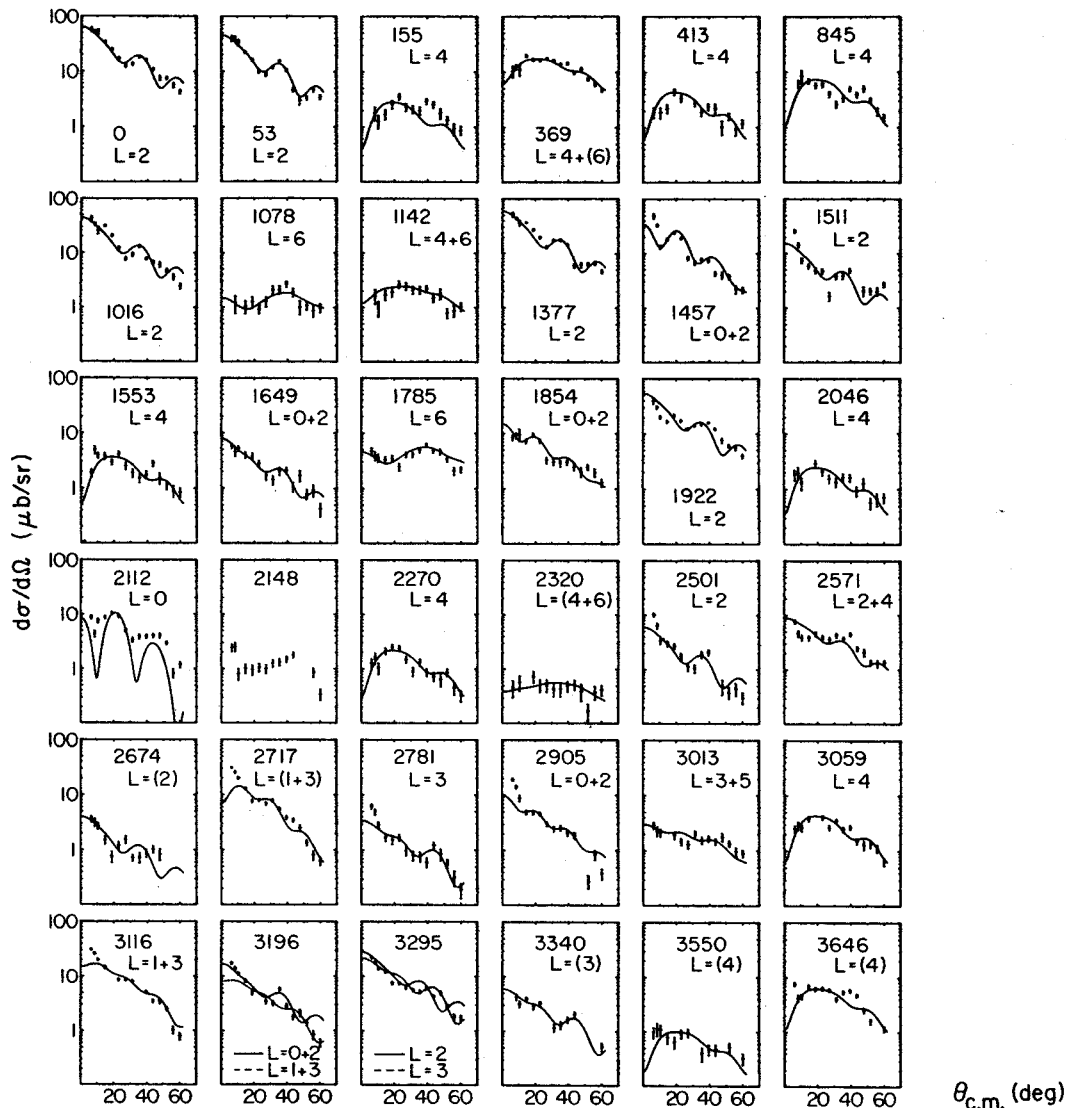 100
10
1
0
L=2
53
L=2
155
L=4
369
L=4+(6)
413
L=4
845
L=4
100
10
1
1016
L=2
1078
L=6
1142
L=4+6
1377
L=2
1457
L=0+2
1511
L=2
100
10
1
1553
L=4
1649
L=0+2
1785
L=6
1854
L=0+2
1922
L=2
2046
L=4
dσ/dΩ (μb/sr)
100
10
1
2112
L=0
2148
2270
L=4
2320
L=(4+6)
2501
L=2
2571
L=2+4
100
10
1
2674
L=(2)
2717
L=(1+3)
2781
L=3
2905
L=0+2
3013
L=3+5
3059
L=4
100
10
1
3116
L=1+3
3196
L=0+2
L=1+3
3295
L=2
L=3
3340
L=(3)
3550
L=(4)
3646
L=(4)
0 20 40 60
0 20 40 60
0 20 40 60
0 20 40 60
0 20 40 60
0 20 40 60
θc.m. (deg)